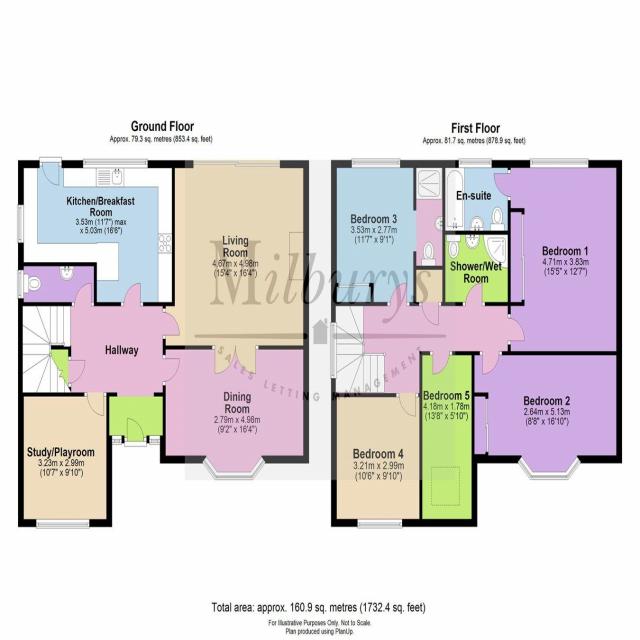 Ground Floor
Approx. 79.3 sq. metres (853.4 sq. feet)
Kitchen/Breakfast
Room
3.53m (11'7") max
x 5.03m (16'6")
Living
Room
4.67m x 4.98m
(15'4" x 16'4")
Hallway
Dining
Room
2.79m x 4.98m
(9'2" x 16'4")
Study/Playroom
3.23m x 2.99m
(10'7" x 9'10")
First Floor
Approx. 81.7 sq. metres (878.9 sq. feet)
Bedroom 3
3.53m x 2.77m
(11'7" x 9'1")
En-suite
Shower/Wet
Room
Bedroom 1
4.71m x 3.83m
(15'5" x 12'7")
Bedroom 5
4.18m x 1.78m
(13'8" x 5'10")
Bedroom 2
2.64m x 5.13m
(8'8" x 16'10")
Bedroom 4
3.21m x 2.99m
(10'6" x 9'10")
Milburys
SALES LETTING MANAGEMENT
Total area: approx. 160.9 sq. metres (1732.4 sq. feet)
For Illustrative Purposes Only. Not to Scale.
Plan produced using PlanUp.